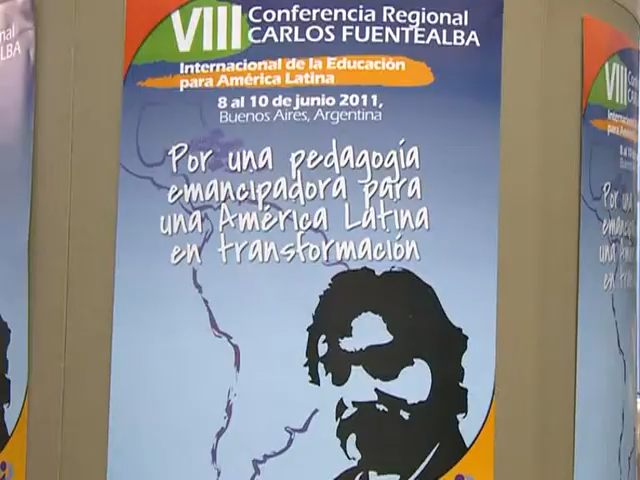 VIII Conferencia Regional
CARLOS FUENTEALBA
Internacional de la Educación
para América Latina
8 al 10 de junio 2011,
Buenos Aires, Argentina
Por una pedagogía
emancipadora para
una América Latina
en transformación